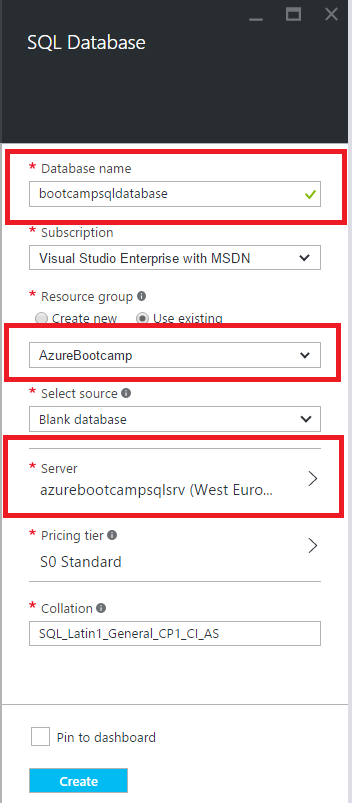 SQL Database
* Database name
bootcampsqldatabase
* Subscription
Visual Studio Enterprise with MSDN
* Resource group
Create new Use existing
AzureBootcamp
* Select source
Blank database
* Server
azurebootcampsqlsrv (West Euro...
* Pricing tier
S0 Standard
* Collation
SQL_Latin1_General_CP1_CI_AS
Pin to dashboard
Create